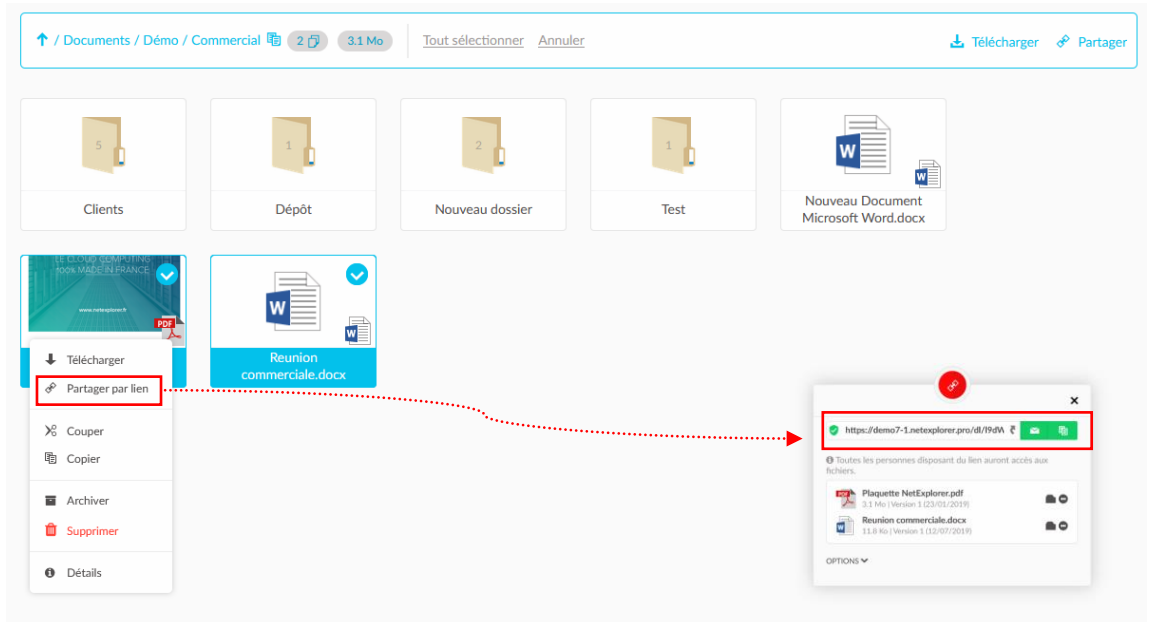 / Documents / Démo / Commercial 2 3.1 Mo Tout sélectionner Annuler Télécharger Partager
5
1
2
1
W
W
Clients
Dépôt
Nouveau dossier
Test
Nouveau Document
Microsoft Word.docx
LE CLOUD COMPUTING
100% MADE IN FRANCE
www.netexplorer.fr
PDF
W
W
Reunion
commerciale.docx
Télécharger
Partager par lien
Couper
Copier
Archiver
Supprimer
Détails
https://demo7-1.netexplorer.pro/dl/l9dW
Toutes les personnes disposant du lien auront accès aux
fichiers.
PDF
Plaquette NetExplorer.pdf
3.1 Mo | Version 1 (23/01/2019)
W
Reunion commerciale.docx
11.8 Ko | Version 1 (12/07/2019)
OPTIONS